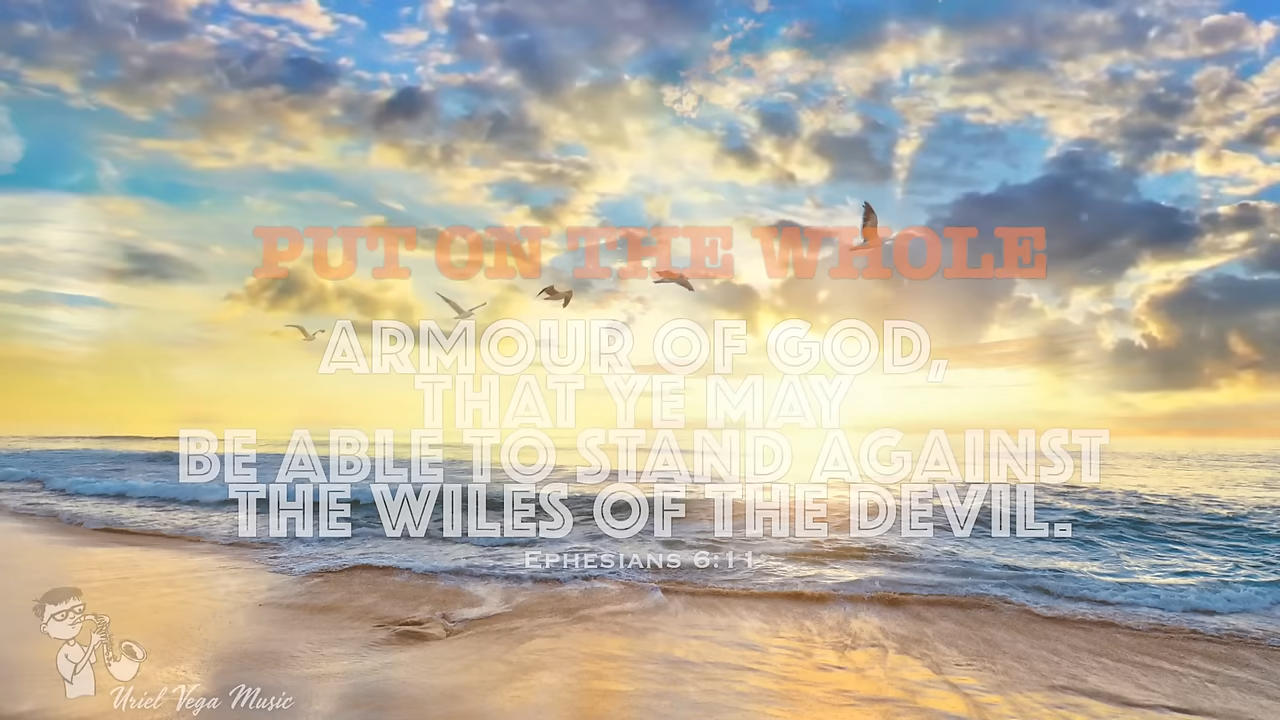 PUT ON THE WHOLE
ARMOUR OF GOD,
THAT YE MAY
BE ABLE TO STAND AGAINST
THE WILES OF THE DEVIL.
EPHESIANS 6:11
Uriel Vega Music